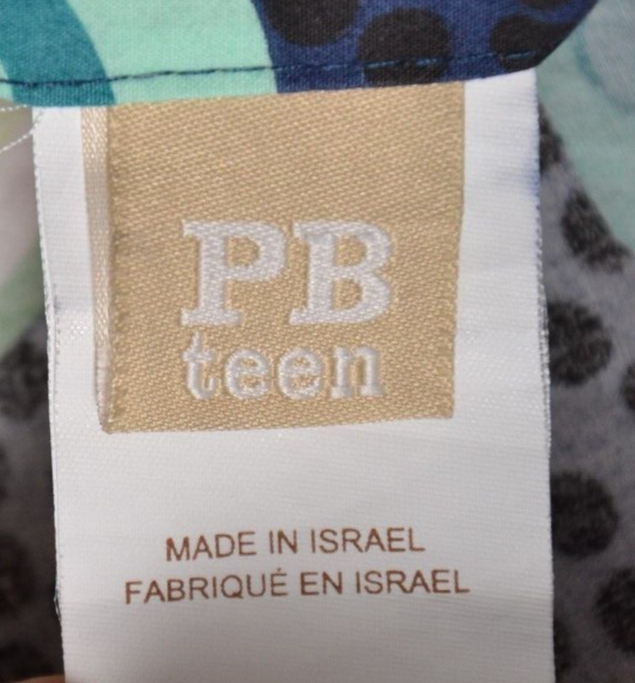 PB
teen
MADE IN ISRAEL
FABRIQUÉ EN ISRAEL